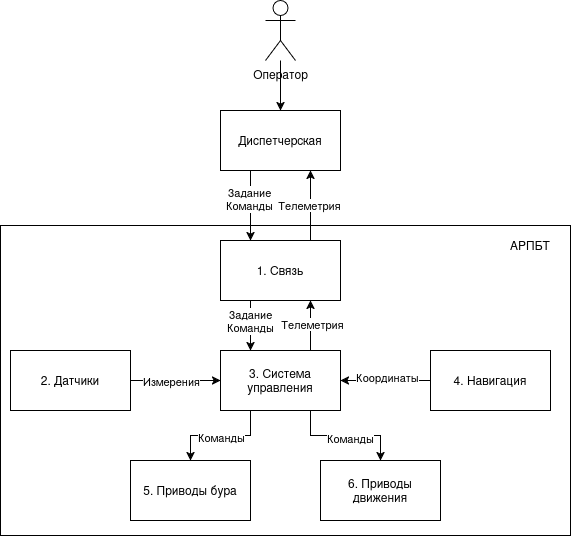 Оператор
Диспетчерская
Задание
Команды
Телеметрия
АРПБТ
1. Связь
Задание
Команды
Телеметрия
2. Датчики
Измерения
3. Система
управления
Координаты
4. Навигация
Команды
Команды
5. Приводы бура
6. Приводы
движения